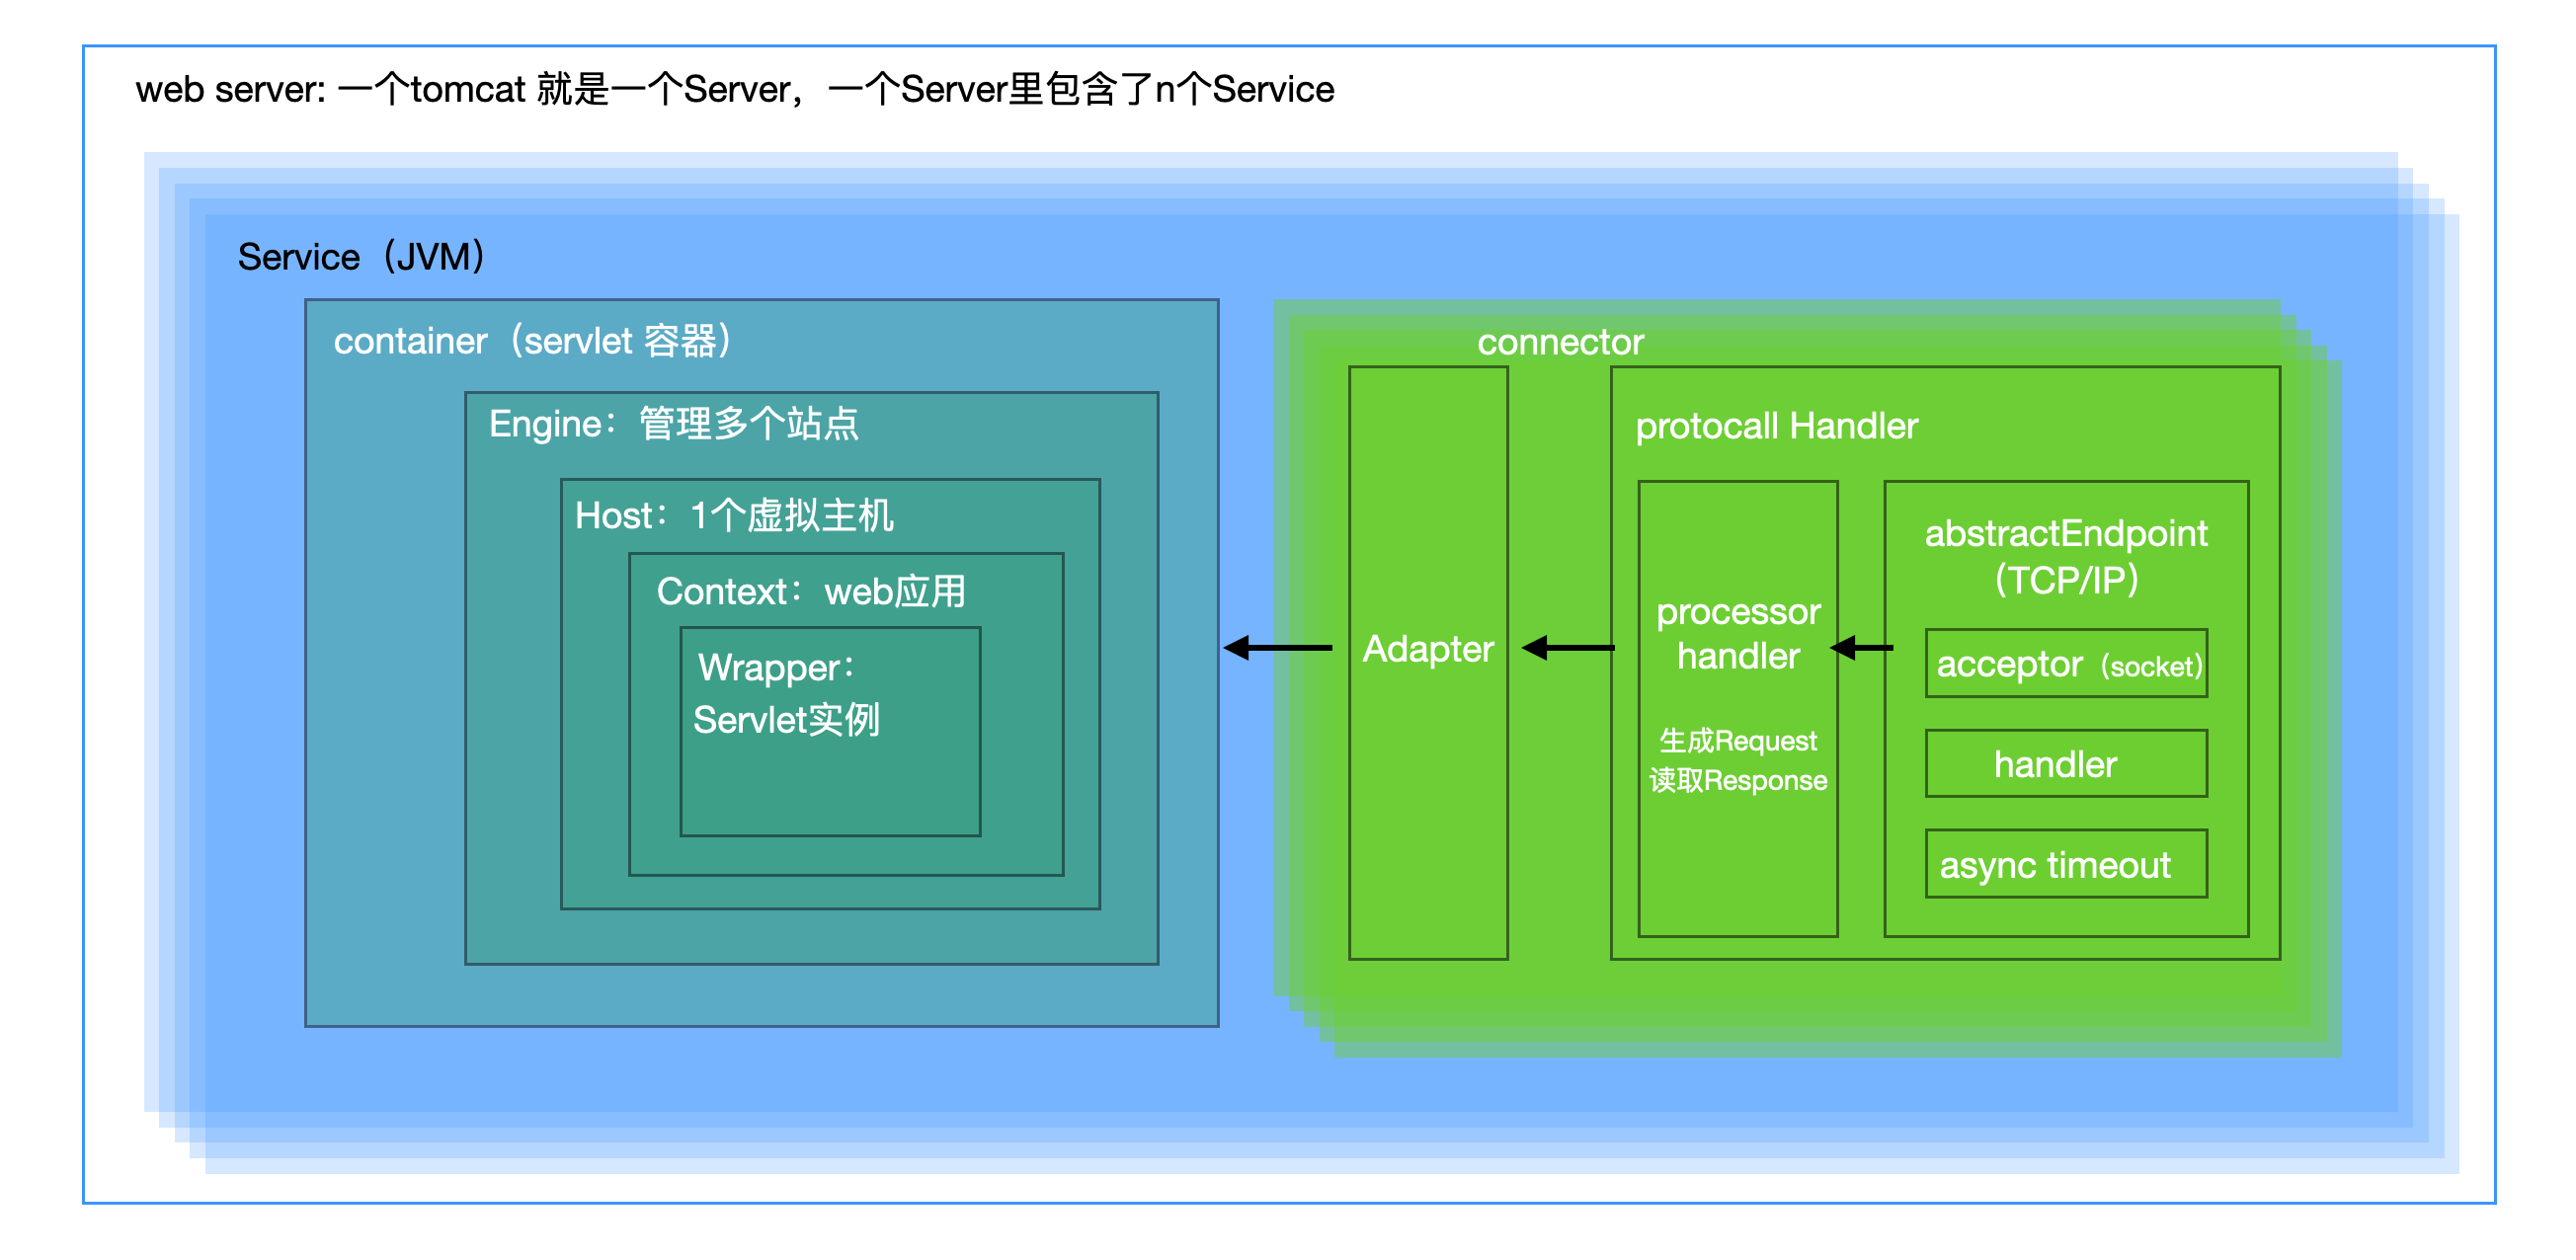 web server: 一个tomcat 就是一个Server，一个Server里包含了n个Service
Service（JVM）
container（servlet 容器）
Engine：管理多个站点
Host：1个虚拟主机
Context：web应用
Wrapper：
Servlet实例
connector
Adapter
protocall Handler
processor
handler
生成Request
读取Response
abstractEndpoint
（TCP/IP）
acceptor（socket）
handler
async timeout